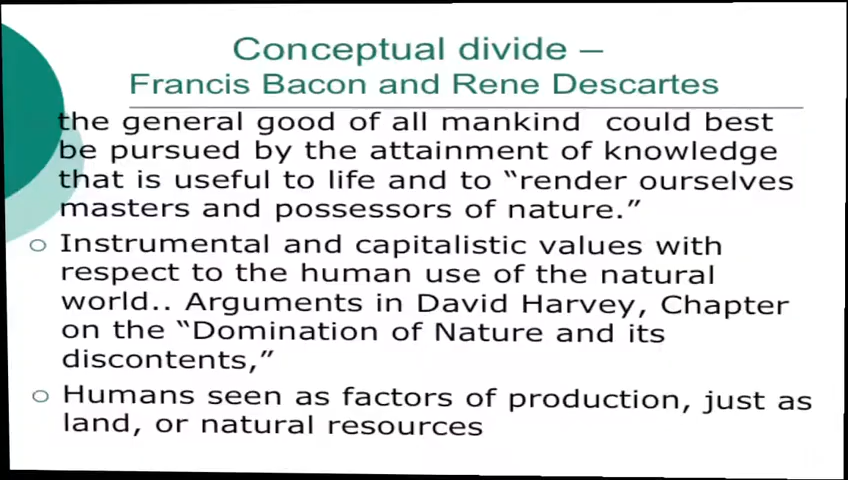 Conceptual divide –
Francis Bacon and Rene Descartes
the general good of all mankind could best
be pursued by the attainment of knowledge
that is useful to life and to “render ourselves
masters and possessors of nature.”
Instrumental and capitalistic values with
respect to the human use of the natural
world.. Arguments in David Harvey, Chapter
on the “Domination of Nature and its
discontents,”
Humans seen as factors of production, just as
land, or natural resources